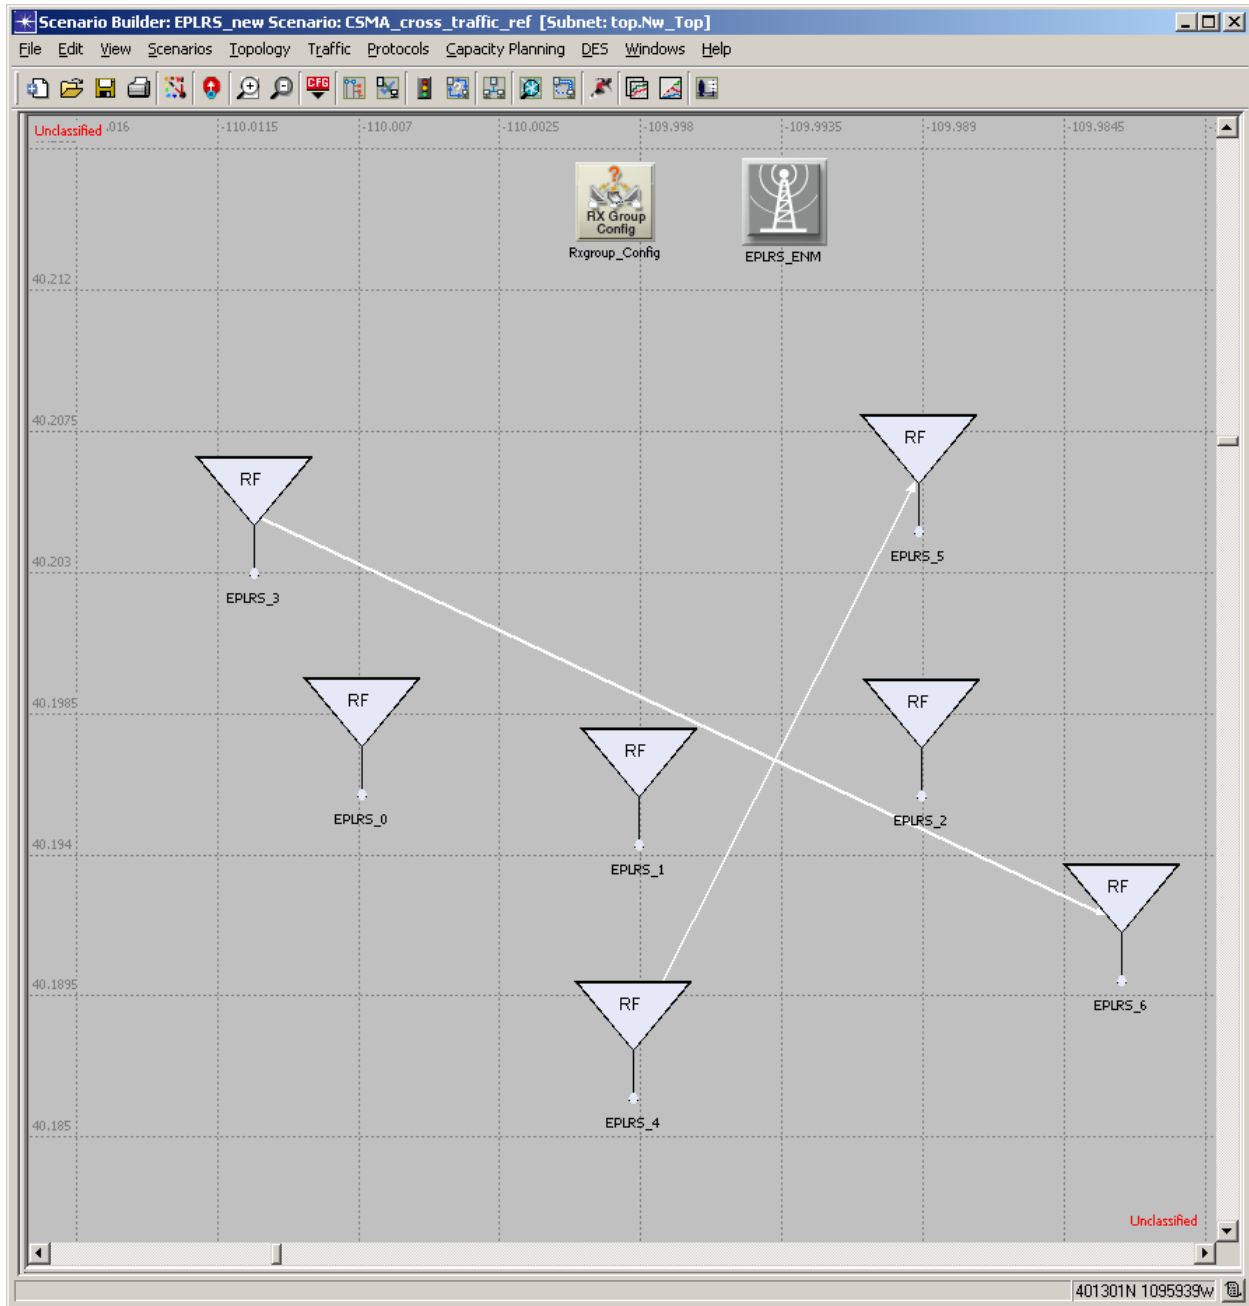 Scenario Builder: EPLRS_new Scenario: CSMA_cross_traffic_ref [Subnet: top.Nw_Top]
File Edit View Scenarios Topology Traffic Protocols Capacity Planning DES Windows Help
CFG
Unclassified .016 -110.0115 -110.007 -110.0025 -109.998 -109.9935 -109.989 -109.9845
?
RX Group
Config
Rxgroup_Config
EPLRS_ENM
40.212
40.2075
RF
EPLRS_5
RF
EPLRS_3
40.203
40.1985
RF
EPLRS_0
RF
EPLRS_1
RF
EPLRS_2
40.194
RF
EPLRS_6
40.1895
RF
EPLRS_4
40.185
Unclassified
401301N 1095939W